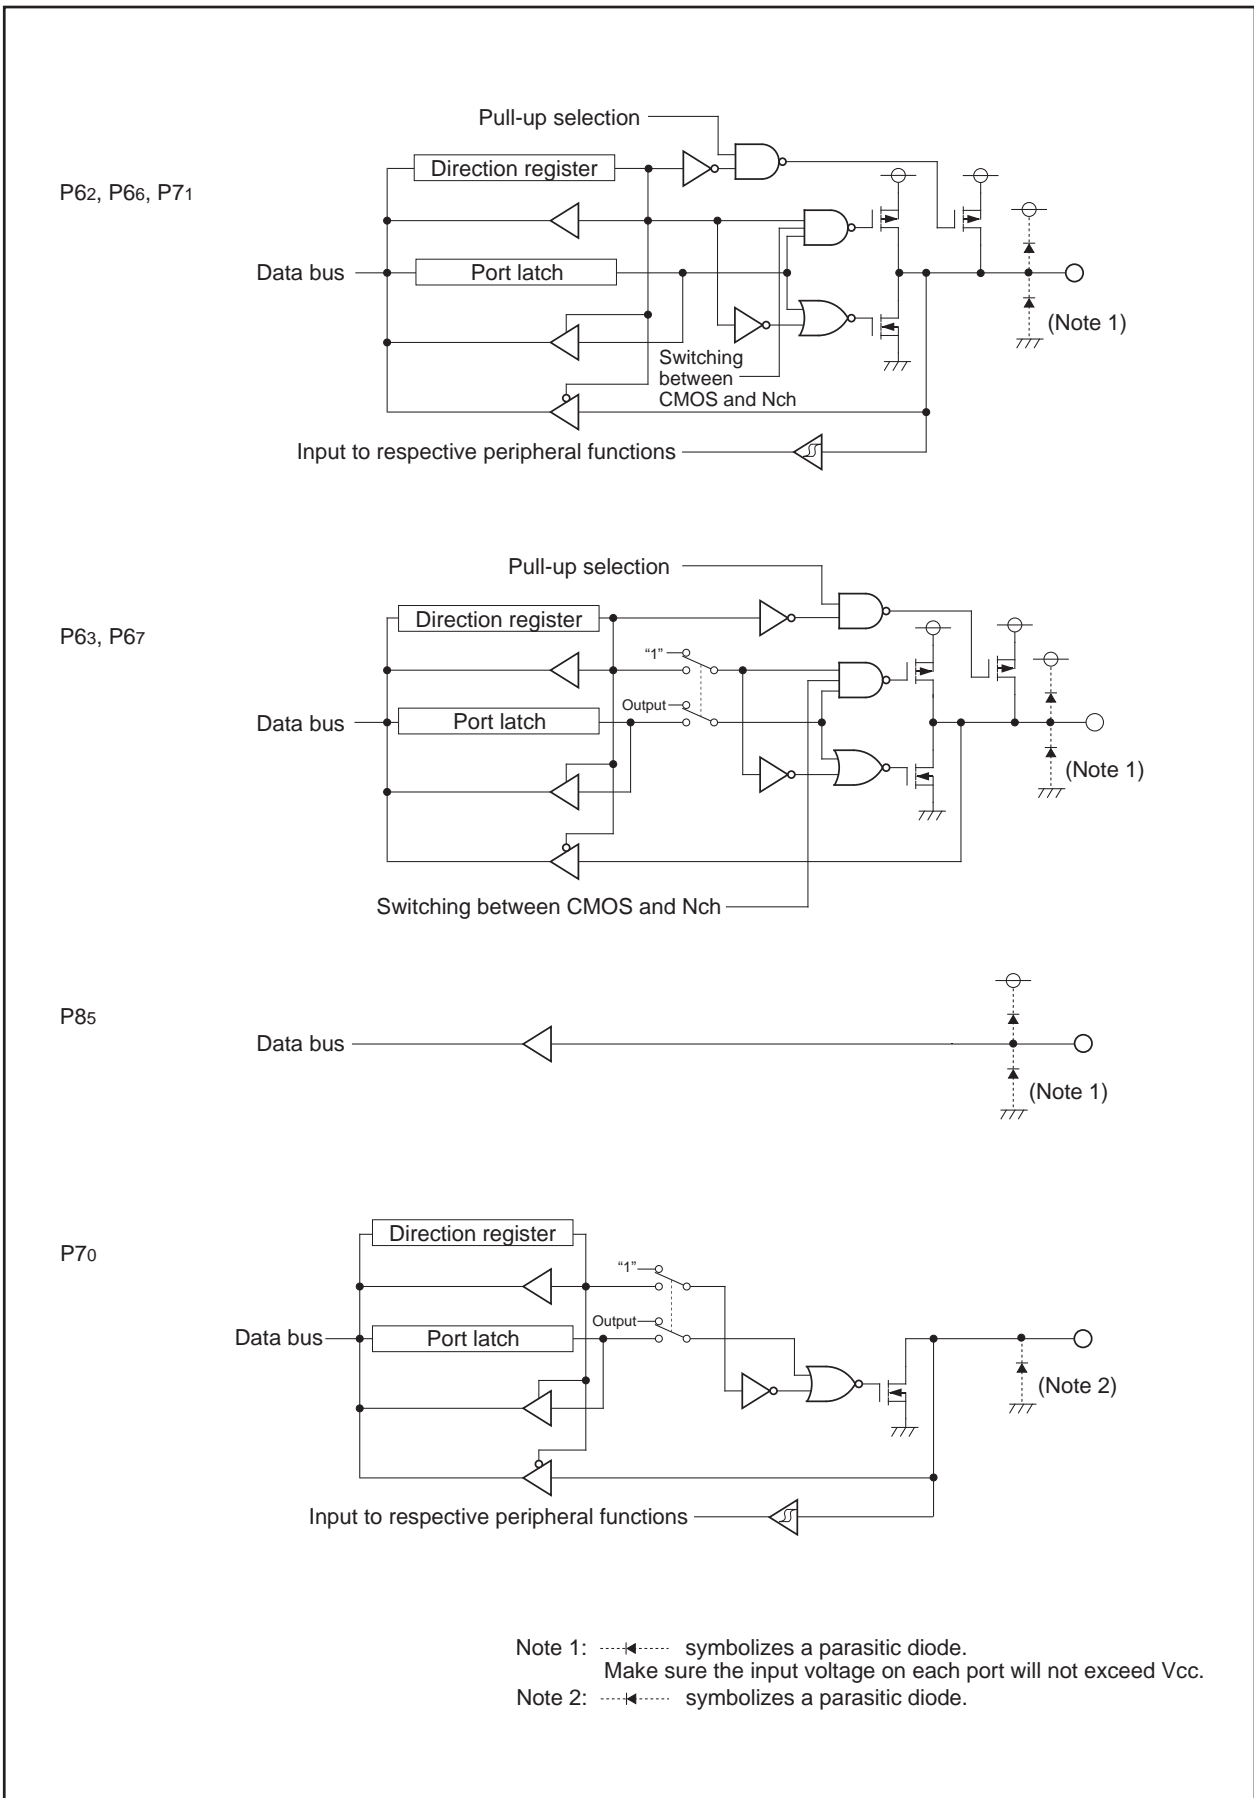 Pull-up selection
Direction register
P62, P66, P71
Data bus
Port latch
(Note 1)
Switching
between
CMOS and Nch
Input to respective peripheral functions
Pull-up selection
Direction register
P63, P67
“1”
Output
Data bus
Port latch
(Note 1)
Switching between CMOS and Nch
P85
Data bus
(Note 1)
Direction register
P70
“1”
Output
Data bus
Port latch
(Note 2)
Input to respective peripheral functions
Note 1: symbolizes a parasitic diode.
Make sure the input voltage on each port will not exceed Vcc.
Note 2: symbolizes a parasitic diode.